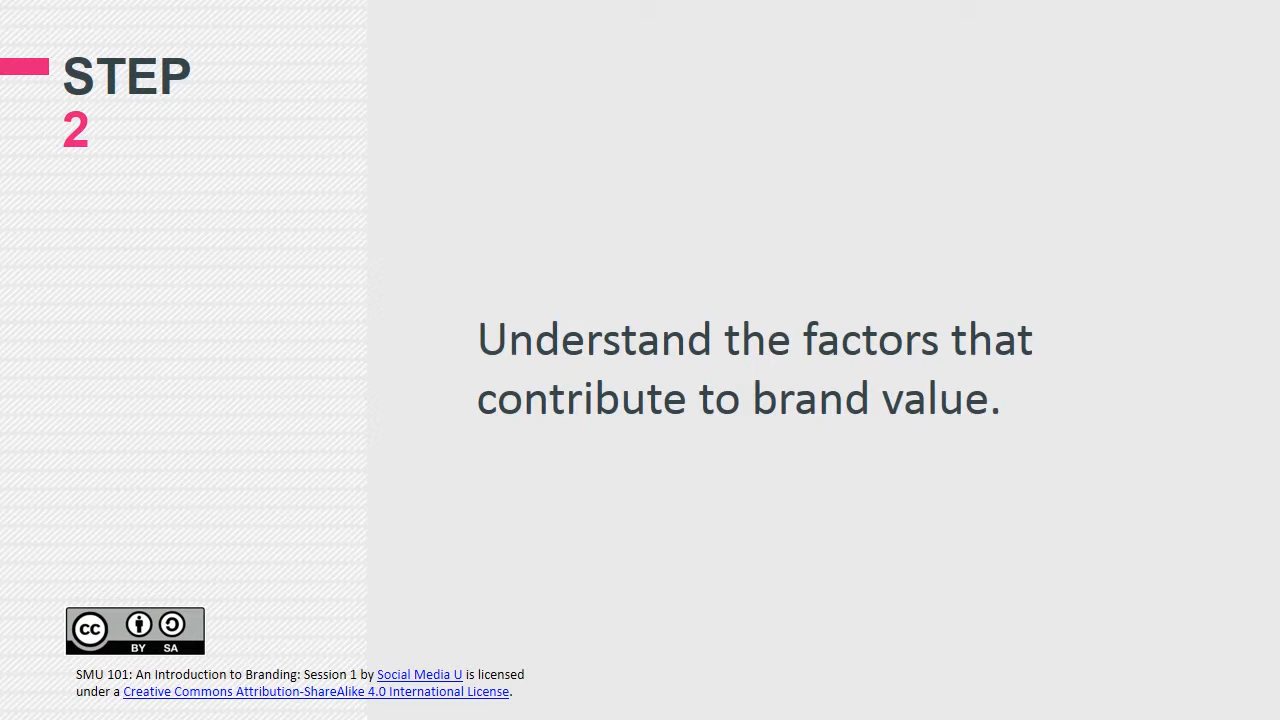 STEP
2
Understand the factors that
contribute to brand value.
cc
BY SA
SMU 101: An Introduction to Branding: Session 1 by Social Media U is licensed
under a Creative Commons Attribution-ShareAlike 4.0 International License.